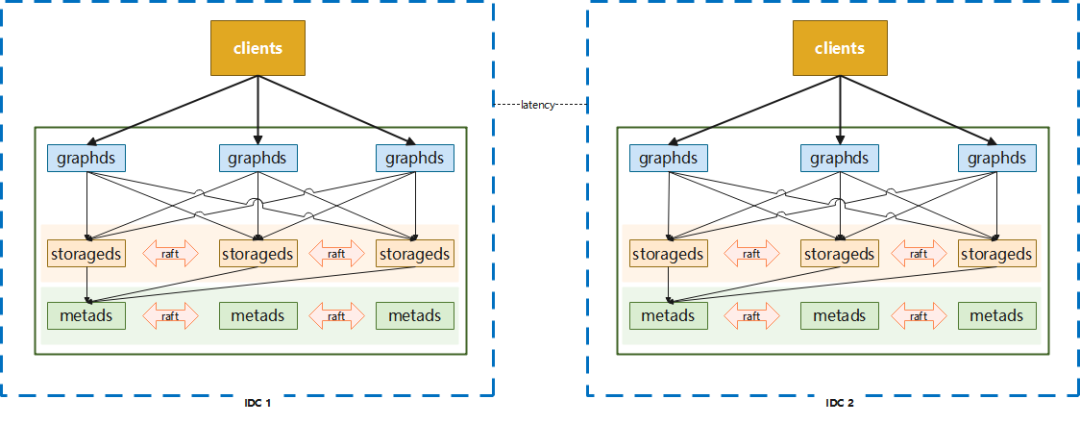 clients
clients
latency
graphds graphds graphds
graphds graphds graphds
storageds raft storageds raft storageds
storageds raft storageds raft storageds
metads raft metads raft metads
metads raft metads raft metads
IDC 1
IDC 2